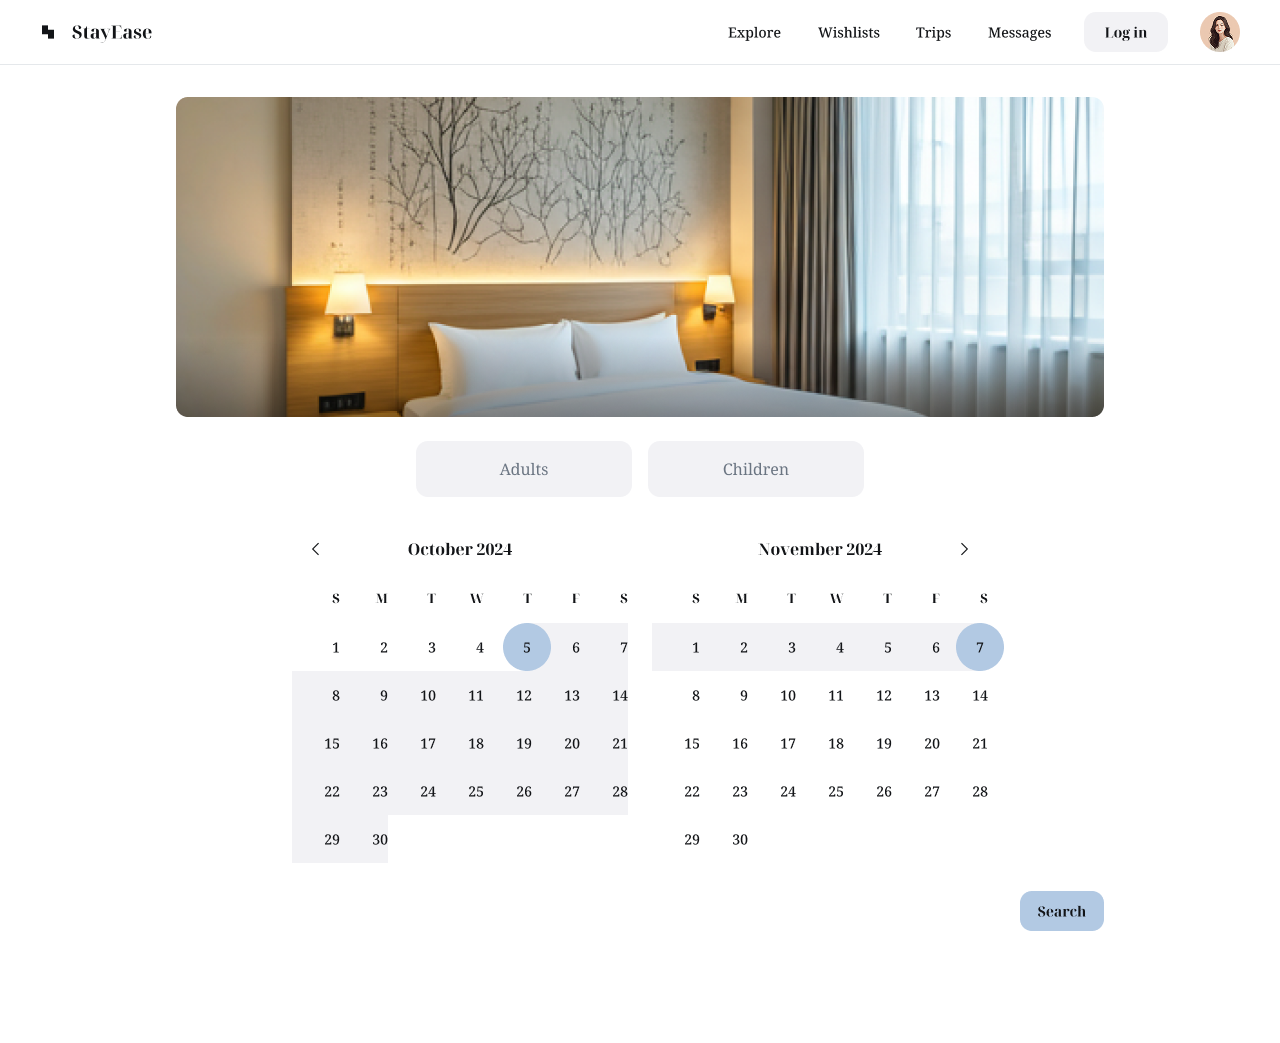 StayEase
Explore Wishlists Trips Messages Log in
Adults Children
October 2024
S M T W T F S
1 2 3 4 5 6 7
8 9 10 11 12 13 14
15 16 17 18 19 20 21
22 23 24 25 26 27 28
29 30
November 2024
S M T W T F S
1 2 3 4 5 6 7
8 9 10 11 12 13 14
15 16 17 18 19 20 21
22 23 24 25 26 27 28
29 30
Search